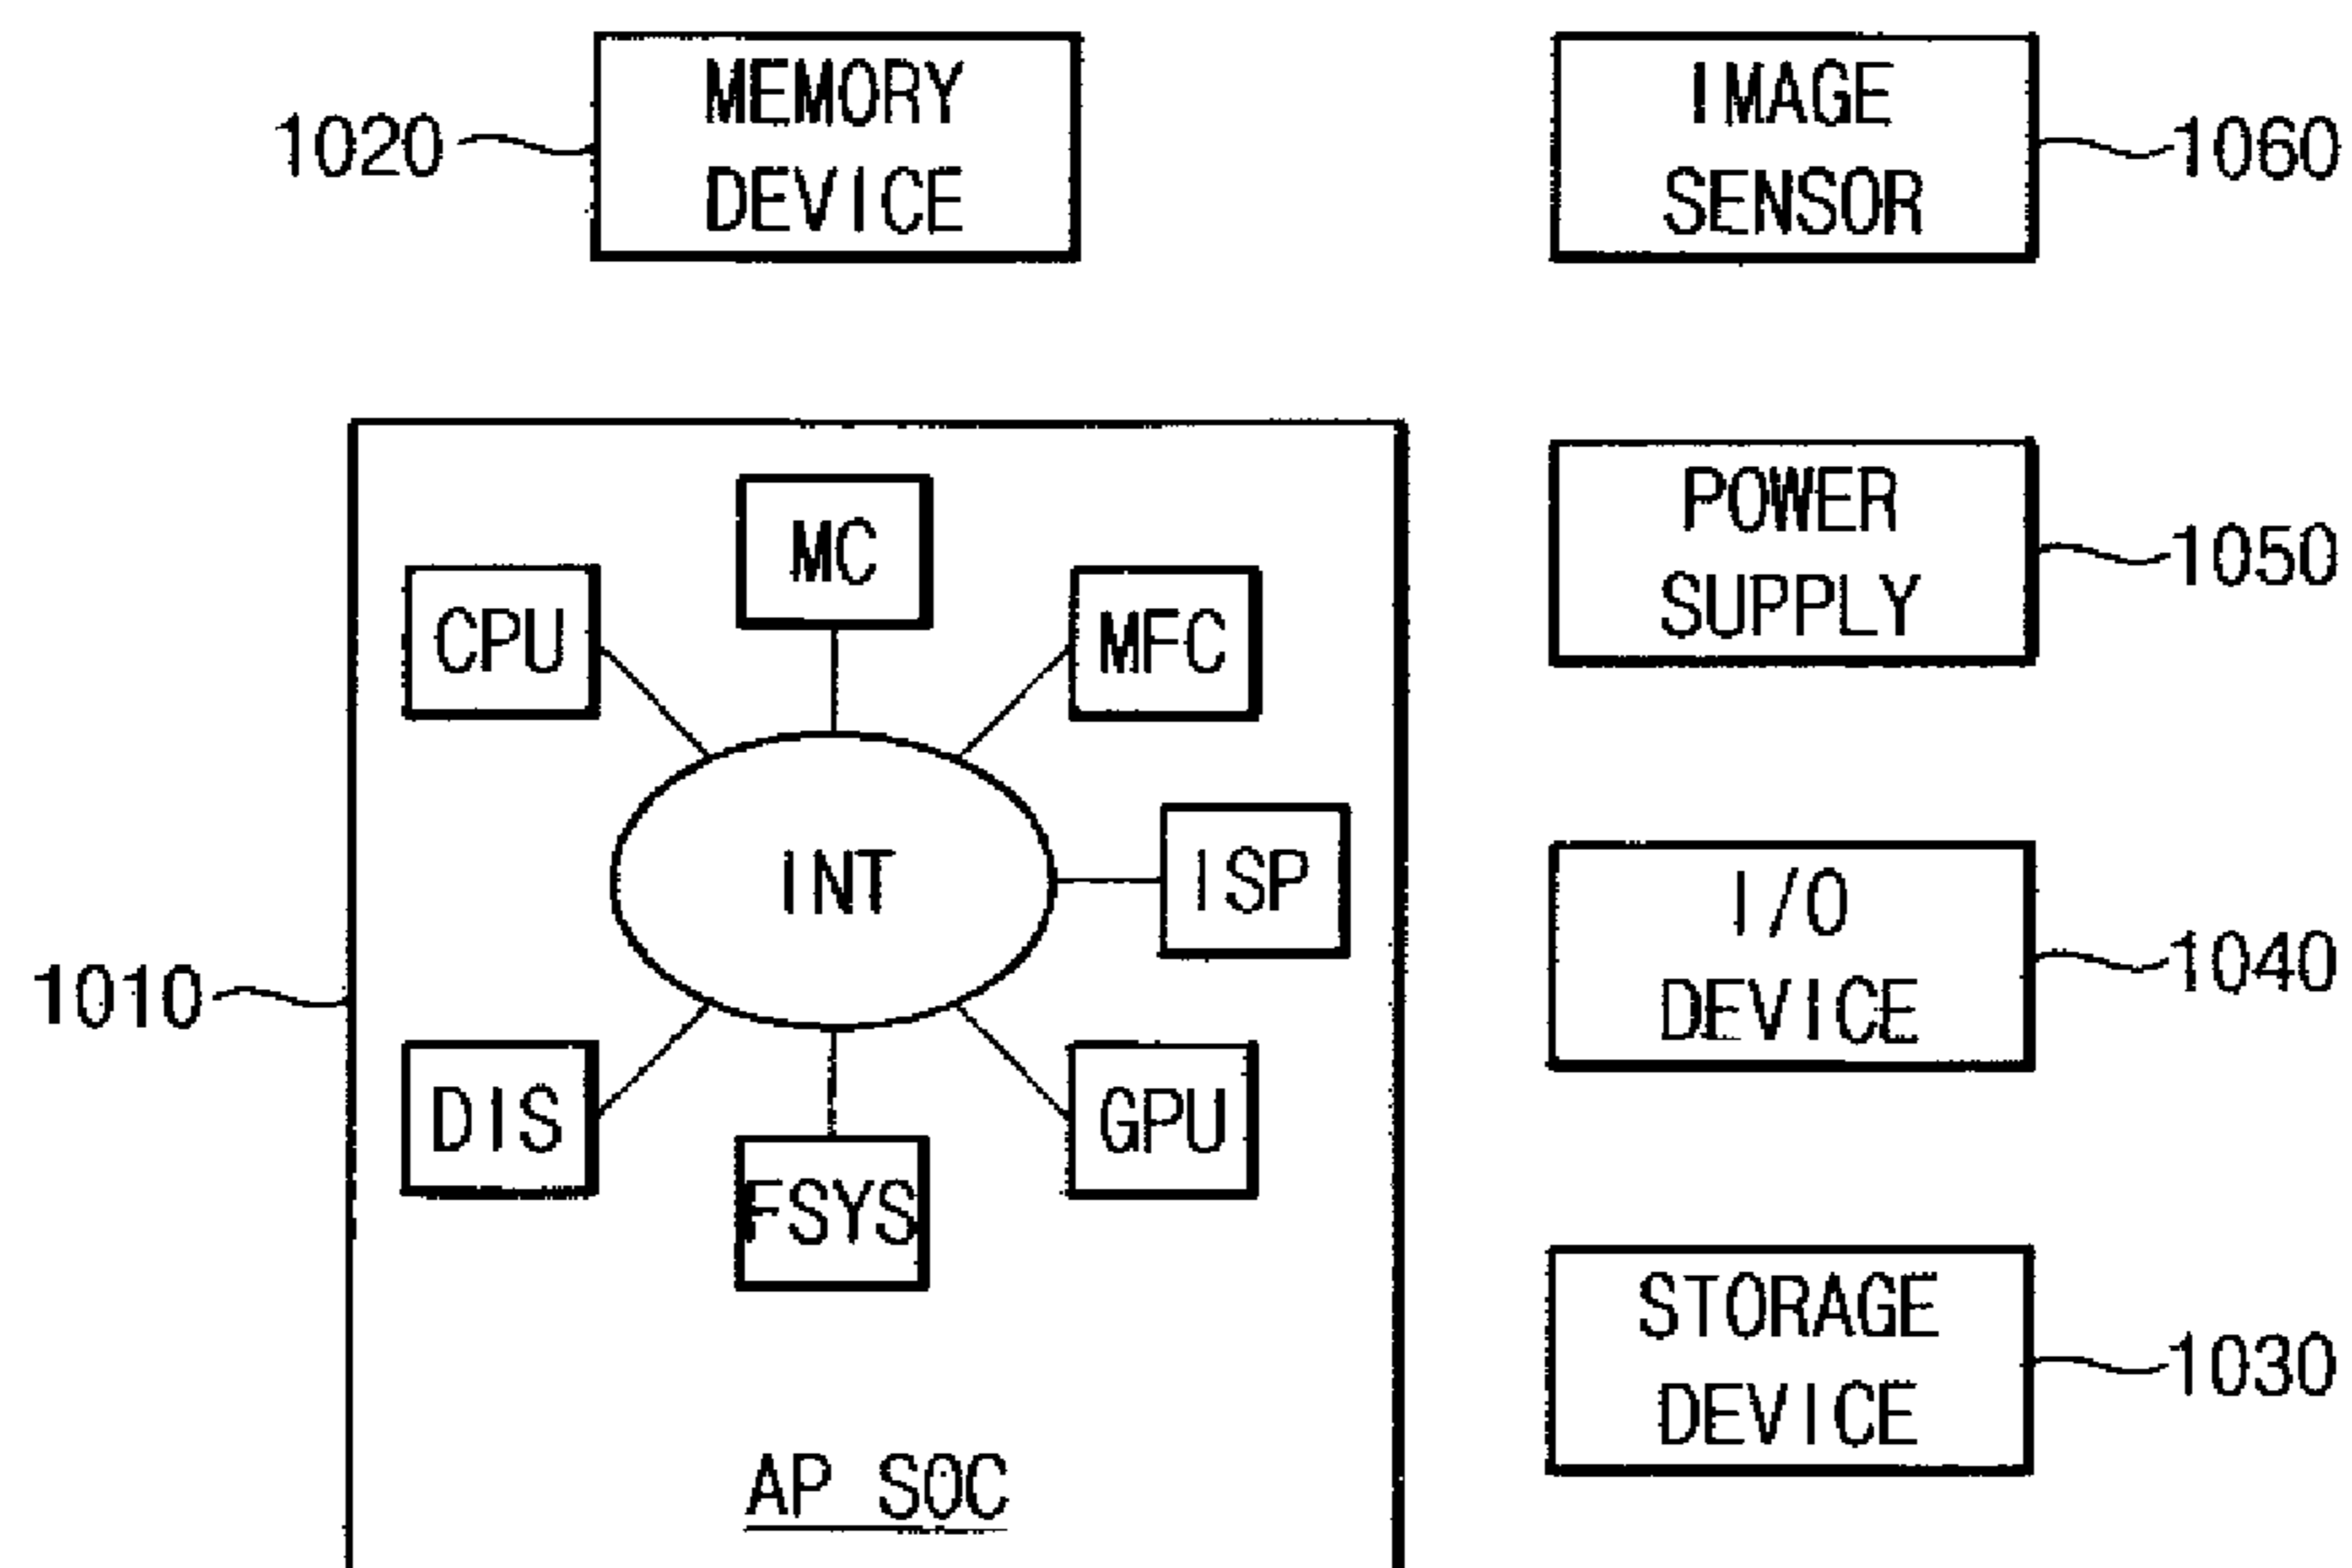 1020
MEMORY
DEVICE
IMAGE
SENSOR
1060
MC
CPU
MFC
INT
ISP
1010
DIS
FSYS
GPU
AP SOC
POWER
SUPPLY
1050
I/O
DEVICE
1040
STORAGE
DEVICE
1030